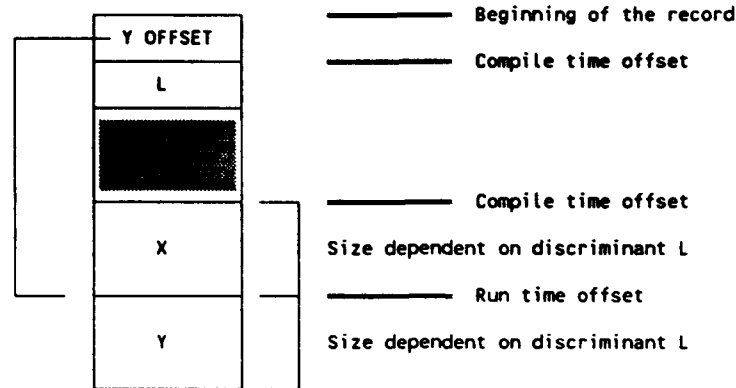 Beginning of the record
Y OFFSET
Compile time offset
L
Compile time offset
X
Size dependent on discriminant L
Run time offset
Y
Size dependent on discriminant L